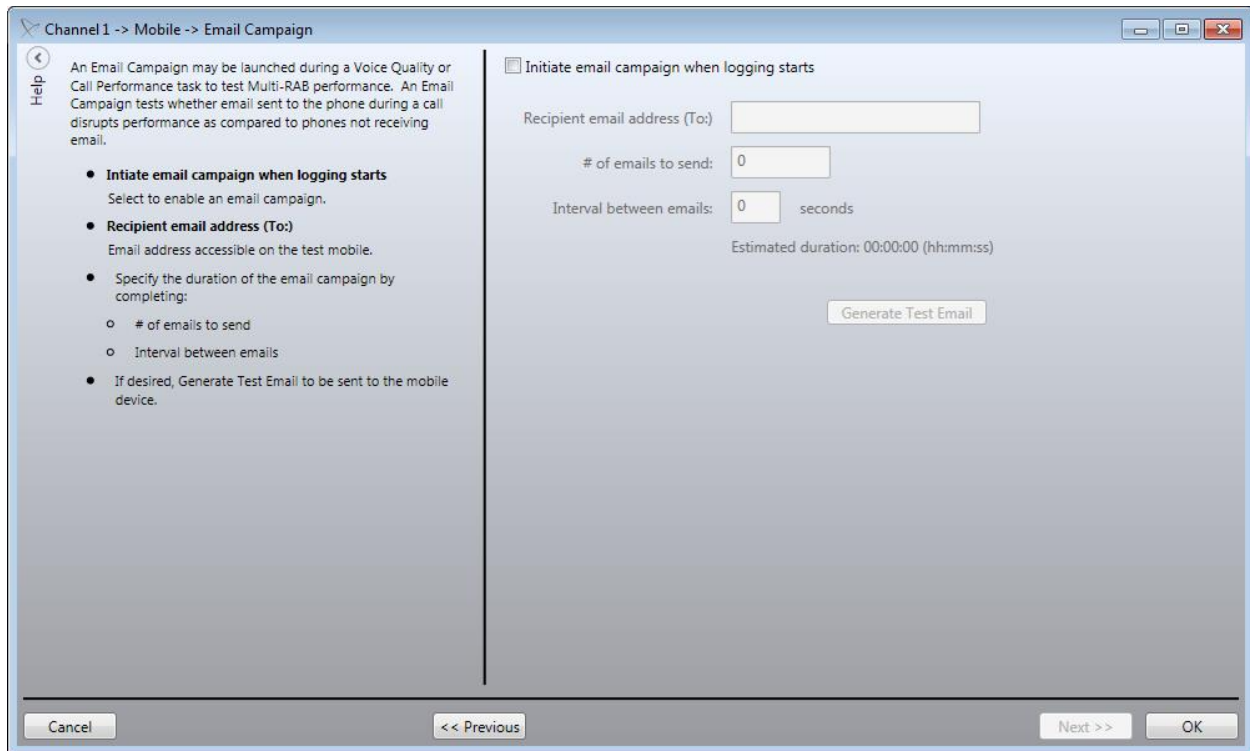 Channel 1 -> Mobile -> Email Campaign
Help
An Email Campaign may be launched during a Voice Quality or
Call Performance task to test Multi-RAB performance. An Email
Campaign tests whether email sent to the phone during a call
disrupts performance as compared to phones not receiving
email.
Intiate email campaign when logging starts
Select to enable an email campaign.
Recipient email address (To:)
Email address accessible on the test mobile.
Specify the duration of the email campaign by
completing:
# of emails to send
Interval between emails
If desired, Generate Test Email to be sent to the mobile
device.
Initiate email campaign when logging starts
Recipient email address (To:)
# of emails to send: 0
Interval between emails: 0 seconds
Estimated duration: 00:00:00 (hh:mm:ss)
Generate Test Email
Cancel << Previous Next >> OK